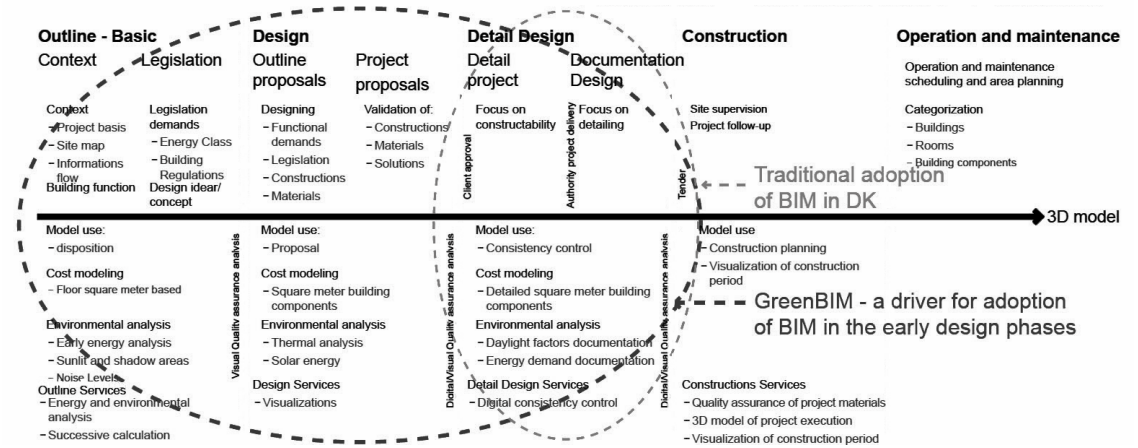 Outline - Basic
Context
Legislation
Context
- Project basis
- Site map
- Informations
flow
Building function
Legislation
demands
- Energy Class
- Building
Regulations
Design idear/
concept
Design
Outline
proposals
Project
proposals
Designing
- Functional
demands
- Legislation
- Constructions
- Materials
Validation of:
- Constructions
- Materials
- Solutions
Detail Design
Detail
project
Documentation
Design
Client approval
Focus on
constructability
Authority project delivery
Focus on
detailing
Tender
Construction
Site supervision
Project follow-up
Operation and maintenance
Operation and maintenance
scheduling and area planning
Categorization
- Buildings
- Rooms
- Building components
Traditional adoption
of BIM in DK
3D model
Model use:
- disposition
Cost modeling
- Floor square meter based
Environmental analysis
- Early energy analysis
- Sunlit and shadow areas
- Noise Levels
Outline Services
- Energy and environmental
analysis
- Successive calculation
Visual Quality assurance analysis
Model use:
- Proposal
Cost modeling
- Square meter building
components
Environmental analysis
- Thermal analysis
- Solar energy
Design Services
- Visualizations
Digital/Visual Quality assurance analysis
Model use:
- Consistency control
Cost modeling
- Detailed square meter building
components
Environmental analysis
- Daylight factors documentation
- Energy demand documentation
Detail Design Services
- Digital consistency control
Digital/Visual Quality assurance analysis
Model use
- Construction planning
- Visualization of construction
period
GreenBIM - a driver for adoption
of BIM in the early design phases
Constructions Services
- Quality assurance of project materials
- 3D model of project execution
- Visualization of construction period